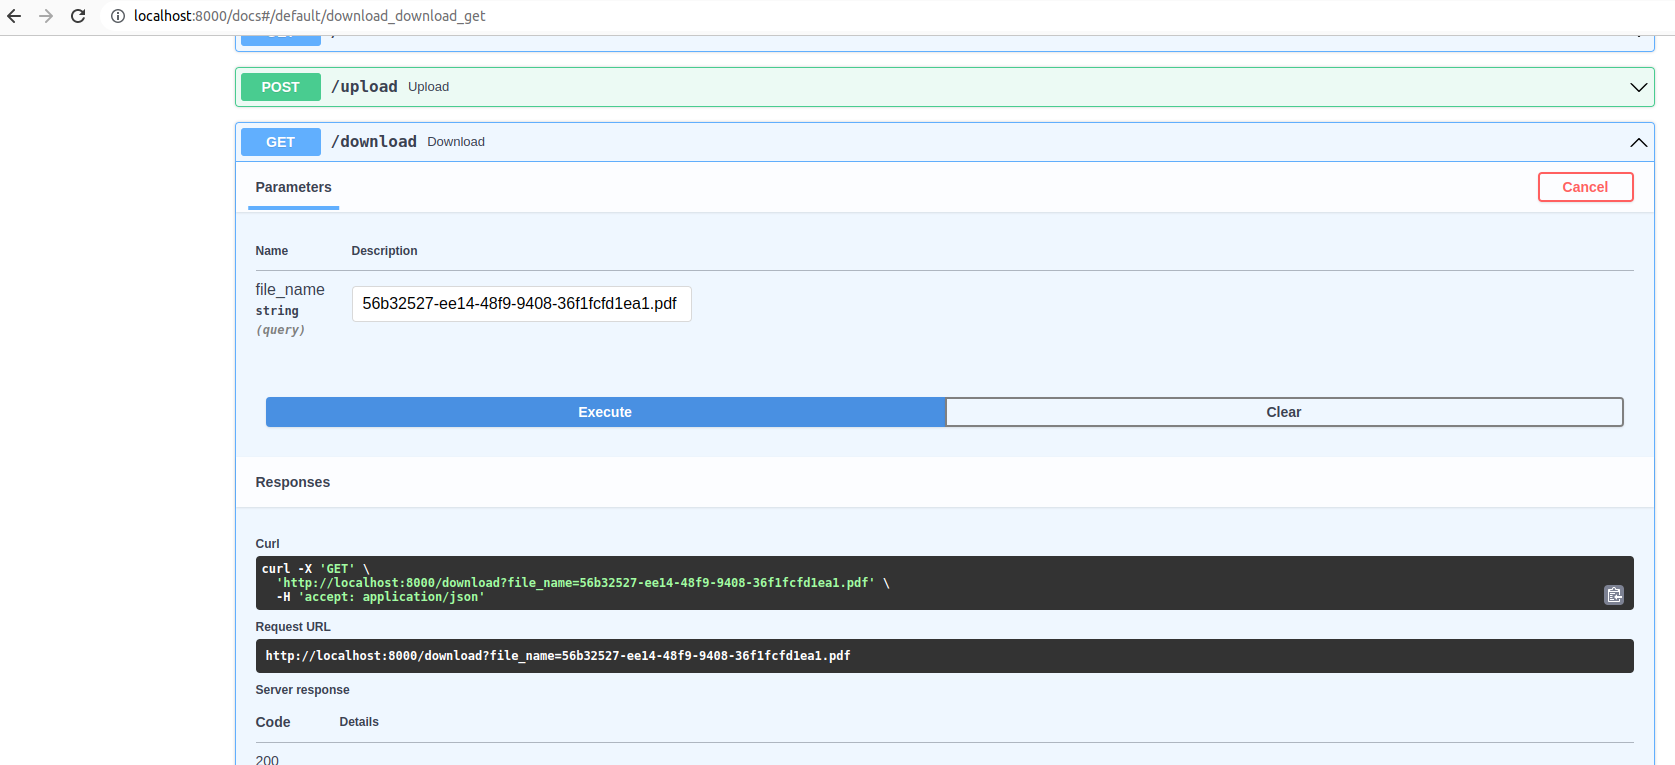 localhost:8000/docs#/default/download_download_get
POST /upload Upload
GET /download Download
Parameters
Cancel
Name Description
file_name
string
(query)
56b32527-ee14-48f9-9408-36f1fcfd1ea1.pdf
Execute Clear
Responses
Curl
curl -X 'GET' \
'http://localhost:8000/download?file_name=56b32527-ee14-48f9-9408-36f1fcfd1ea1.pdf' \
-H 'accept: application/json'
Request URL
http://localhost:8000/download?file_name=56b32527-ee14-48f9-9408-36f1fcfd1ea1.pdf
Server response
Code Details
200